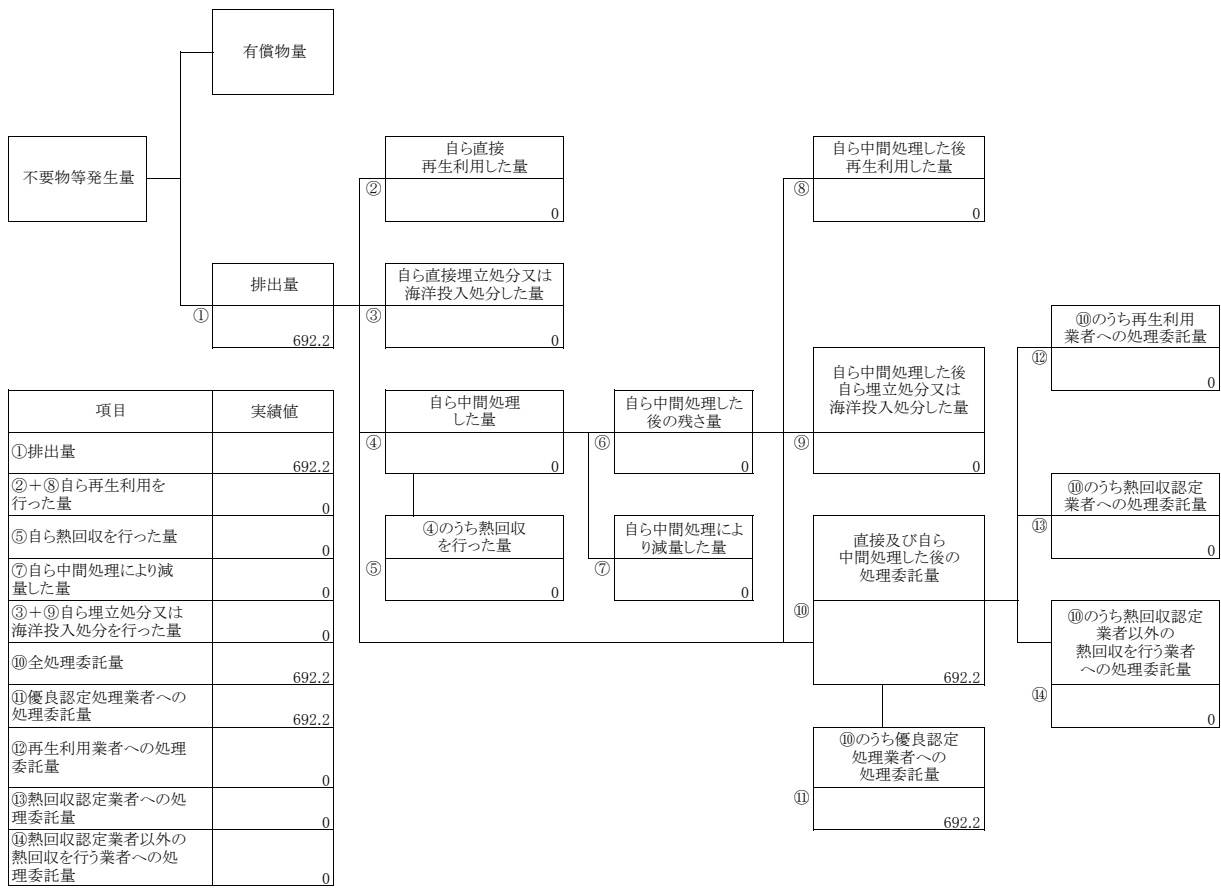 有償物量
不要物等発生量
自ら直接
再生利用した量
②
0
自ら中間処理した後
再生利用した量
⑧
0
排出量
①
692.2
自ら直接埋立処分又は
海洋投入処分した量
③
0
⑩のうち再生利用
業者への処理委託量
⑫
0
自ら中間処理
した量
④
0
自ら中間処理した
後の残さ量
⑥
0
自ら中間処理した後
自ら埋立処分又は
海洋投入処分した量
⑨
0
⑩のうち熱回収認定
業者への処理委託量
⑬
0
④のうち熱回収
を行った量
⑤
0
自ら中間処理によ
り減量した量
⑦
0
直接及び自ら
中間処理した後の
処理委託量
⑩
692.2
⑩のうち熱回収認定
業者以外の
熱回収を行う業者
への処理委託量
⑭
0
⑩のうち優良認定
処理業者への
処理委託量
⑪
692.2
項目 実績値
①排出量
692.2
②＋⑧自ら再生利用を
行った量
0
⑤自ら熱回収を行った量
0
⑦自ら中間処理により減
量した量
0
③＋⑨自ら埋立処分又は
海洋投入処分を行った量
0
⑩全処理委託量
692.2
⑪優良認定処理業者への
処理委託量
692.2
⑫再生利用業者への処理
委託量
0
⑬熱回収認定業者への処
理委託量
0
⑭熱回収認定業者以外の
熱回収を行う業者への処
理委託量
0